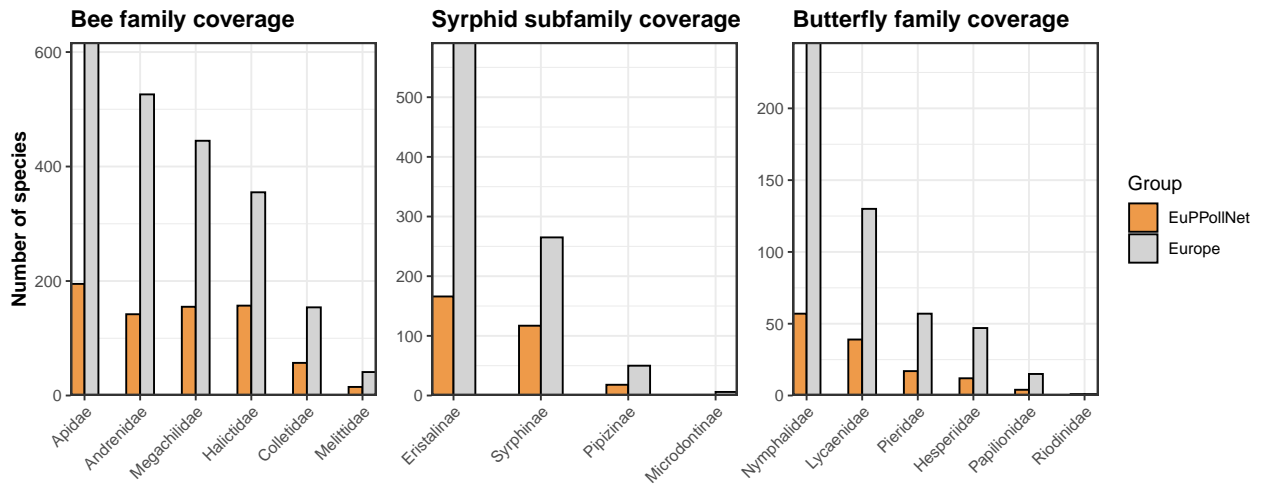 Bee family coverage
Syrphid subfamily coverage
Butterfly family coverage
Number of species
600
400
200
0
Apidae
Andrenidae
Megachilidae
Halictidae
Colletidae
Melittidae
500
400
300
200
100
0
Eristalinae
Syrphinae
Pipizinae
Microdontinae
200
150
100
50
0
Nymphalidae
Lycaenidae
Pieridae
Hesperiidae
Papilionidae
Riodinidae
Group
EuPPollNet
Europe